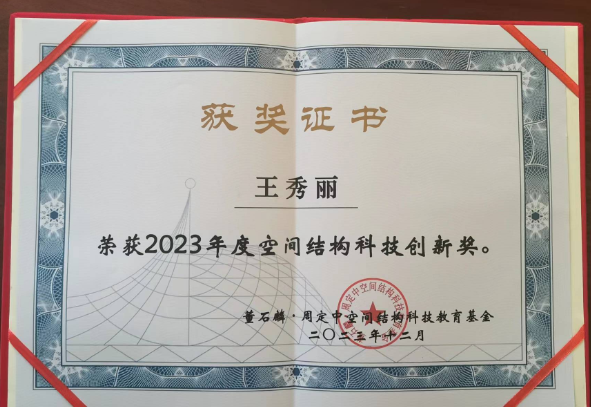 获奖证书
王秀丽
荣获2023年度空间结构科技创新奖。
董石麟·周定中空间结构科技教育基金
二〇二三年十二月